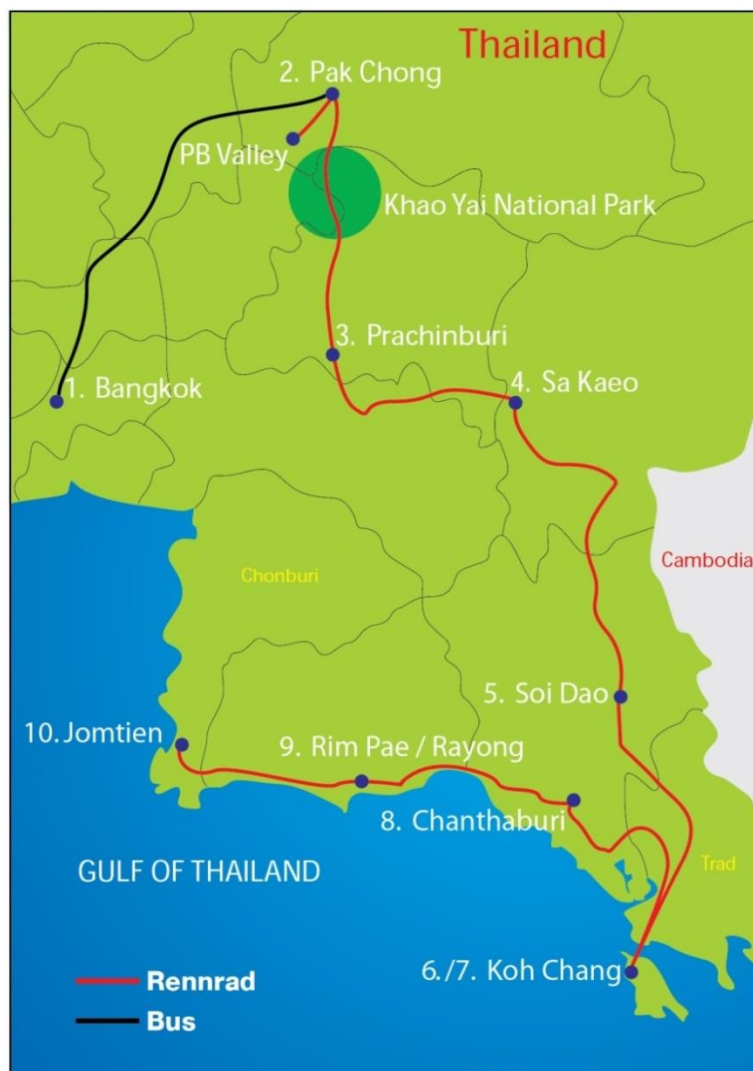 Thailand
2. Pak Chong
PB Valley
Khao Yai National Park
3. Prachinburi
1. Bangkok
4. Sa Kaeo
Cambodia
Chonburi
5. Soi Dao
10. Jomtien
9. Rim Pae / Rayong
8. Chanthaburi
Trad
GULF OF THAILAND
6./7. Koh Chang
Rennrad
Bus